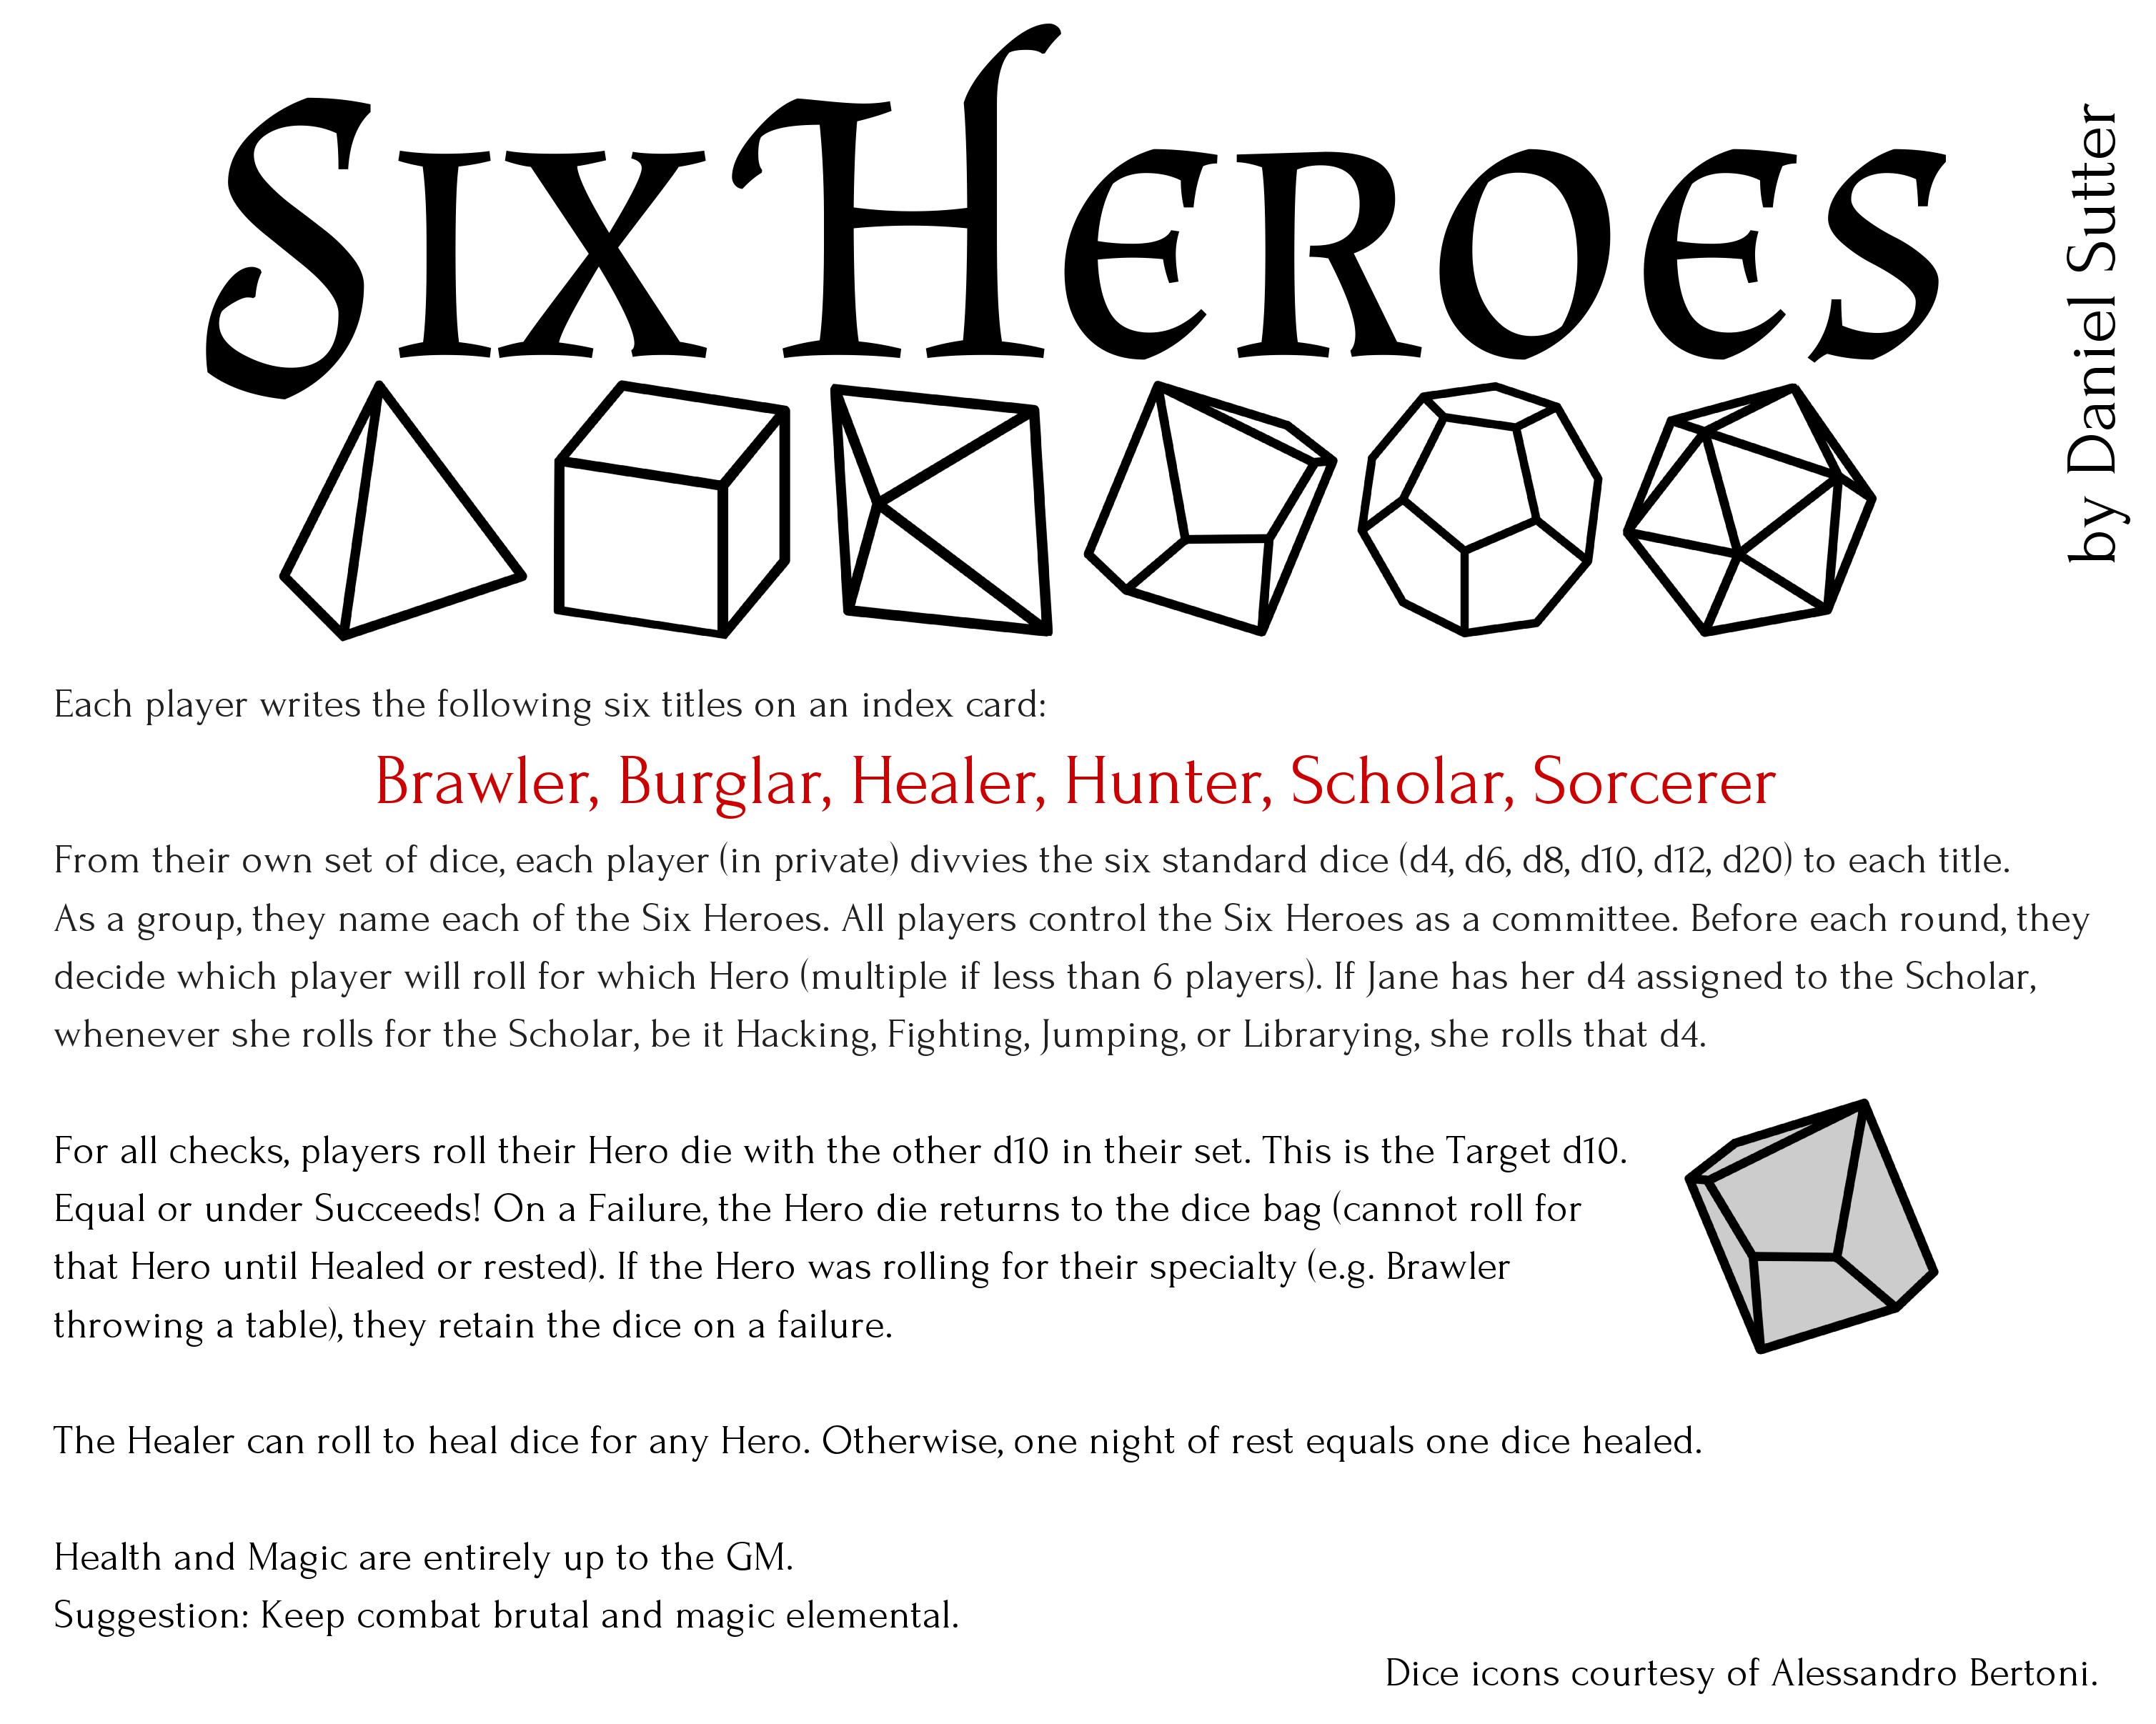 Six Heroes
by Daniel Sutter
Each player writes the following six titles on an index card:
Brawler, Burglar, Healer, Hunter, Scholar, Sorcerer
From their own set of dice, each player (in private) divvies the six standard dice (d4, d6, d8, d10, d12, d20) to each title.
As a group, they name each of the Six Heroes. All players control the Six Heroes as a committee. Before each round, they
decide which player will roll for which Hero (multiple if less than 6 players). If Jane has her d4 assigned to the Scholar,
whenever she rolls for the Scholar, be it Hacking, Fighting, Jumping, or Librarying, she rolls that d4.
For all checks, players roll their Hero die with the other d10 in their set. This is the Target d10.
Equal or under Succeeds! On a Failure, the Hero die returns to the dice bag (cannot roll for
that Hero until Healed or rested). If the Hero was rolling for their specialty (e.g. Brawler
throwing a table), they retain the dice on a failure.
The Healer can roll to heal dice for any Hero. Otherwise, one night of rest equals one dice healed.
Health and Magic are entirely up to the GM.
Suggestion: Keep combat brutal and magic elemental.
Dice icons courtesy of Alessandro Bertoni.